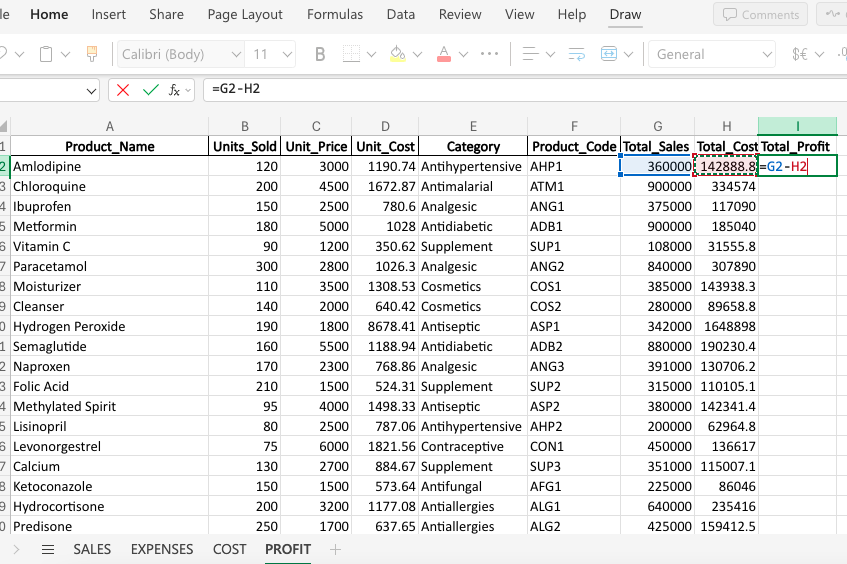 Home Insert Share Page Layout Formulas Data Review View Help Draw Comments
Calibri (Body) 11 B A General $€
fx =G2-H2
A B C D E F G H I
1 Product_Name Units_Sold Unit_Price Unit_Cost Category Product_Code Total_Sales Total_Cost Total_Profit
2 Amlodipine 120 3000 1190.74 Antihypertensive AHP1 360000 142888.8 =G2-H2
3 Chloroquine 200 4500 1672.87 Antimalarial ATM1 900000 334574
4 Ibuprofen 150 2500 780.6 Analgesic ANG1 375000 117090
5 Metformin 180 5000 1028 Antidiabetic ADB1 900000 185040
6 Vitamin C 90 1200 350.62 Supplement SUP1 108000 31555.8
7 Paracetamol 300 2800 1026.3 Analgesic ANG2 840000 307890
8 Moisturizer 110 3500 1308.53 Cosmetics COS1 385000 143938.3
9 Cleanser 140 2000 640.42 Cosmetics COS2 280000 89658.8
0 Hydrogen Peroxide 190 1800 8678.41 Antiseptic ASP1 342000 1648898
1 Semaglutide 160 5500 1188.94 Antidiabetic ADB2 880000 190230.4
2 Naproxen 170 2300 768.86 Analgesic ANG3 391000 130706.2
3 Folic Acid 210 1500 524.31 Supplement SUP2 315000 110105.1
4 Methylated Spirit 95 4000 1498.33 Antiseptic ASP2 380000 142341.4
5 Lisinopril 80 2500 787.06 Antihypertensive AHP2 200000 62964.8
6 Levonorgestrel 75 6000 1821.56 Contraceptive CON1 450000 136617
7 Calcium 130 2700 884.67 Supplement SUP3 351000 115007.1
8 Ketoconazole 150 1500 573.64 Antifungal AFG1 225000 86046
9 Hydrocortisone 200 3200 1177.08 Antiallergies ALG1 640000 235416
0 Predisone 250 1700 637.65 Antiallergies ALG2 425000 159412.5
SALES EXPENSES COST PROFIT